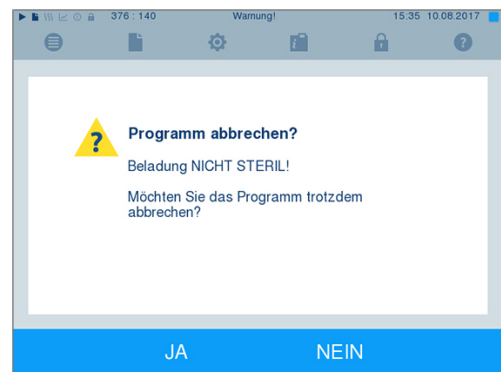 376 : 140 Warnung! 15:35 10.08.2017
Programm abbrechen?
Beladung NICHT STERIL!
Möchten Sie das Programm trotzdem
abbrechen?
JA NEIN